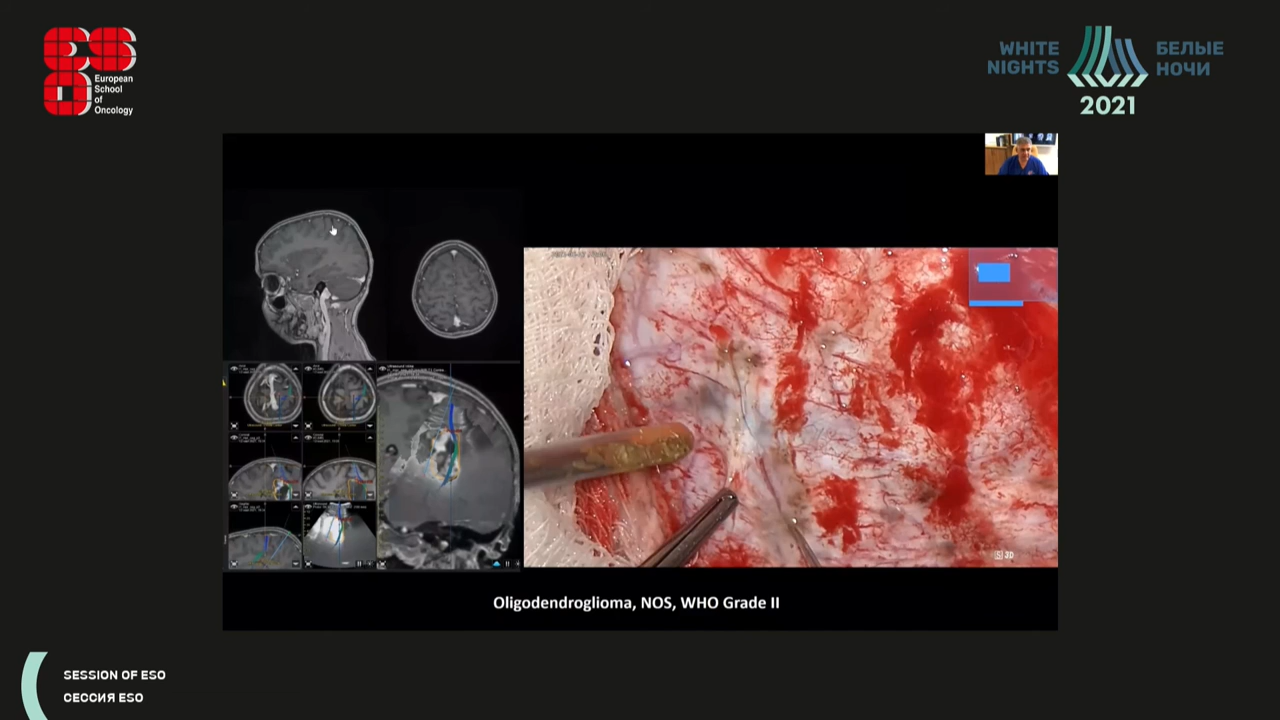 European
School
of
Oncology
WHITE
NIGHTS
БЕЛЫЕ
НОЧИ
2021
3D
Oligodendroglioma, NOS, WHO Grade II
SESSION OF ESO
СЕССИЯ ESO